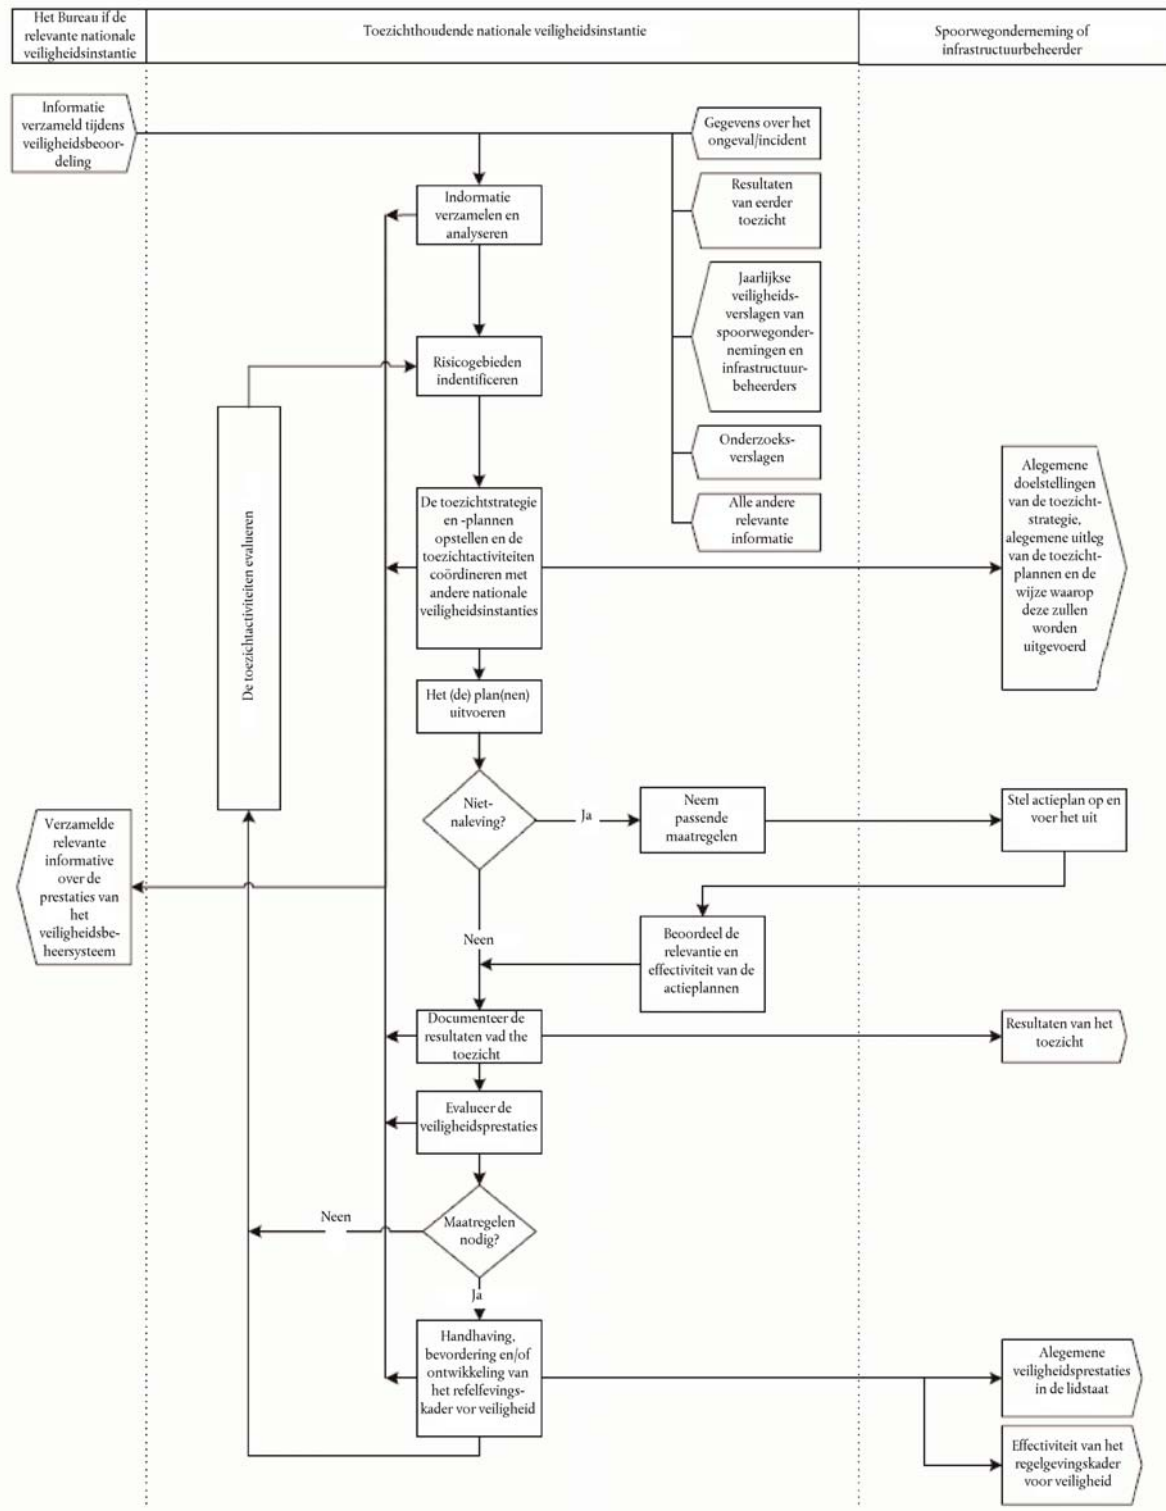 Het Bureau if de
relevante nationale
veiligheidsinstantie
Toezichthoudende nationale veiligheidsinstantie
Spoorwegonderneming of
infrastructuurbeheerder
Informatie
verzameld tijdens
veiligheidsbeoor-
deling
Gegevens over het
ongeval/incident
Resultaten
van eerder
toezicht
Indormatie
verzamelen en
analyseren
Jaarlijkse
veiligheids-
verslagen van
spoorwegonder-
nemingen en
infrastructuur-
beheerders
Risicogebieden
indentificeren
Onderzoeks-
verslagen
Alle andere
relevante
informatie
De toezichtstrategie
en -plannen
opstellen en de
toezichtactiviteiten
coördineren met
andere nationale
veiligheidsinstanties
Alegemene
doelstellingen
van de toezicht-
strategie,
alegemene uitleg
van de toezicht-
plannen en de
wijze waarop
deze zullen
worden
uitgevoerd
De toezichtactiviteiten evalueren
Het (de) plan(nen)
uitvoeren
Niet-
naleving?
Ja
Neem
passende
maatregelen
Stel actieplan op en
voer het uit
Verzamelde
relevante
informative
over de
prestaties van
het
veiligheidsbe-
heersysteem
Neen
Beoordeel de
relevantie en
effectiviteit van de
actieplannen
Documenteer de
resultaten vad the
toezicht
Resultaten van het
toezicht
Evalueer de
veiligheidsprestaties
Maatregelen
nodig?
Neen
Ja
Handhaving,
bevordering en/of
ontwikkeling van
het refelfevings-
kader vor veiligheid
Alegemene
veiligheidsprestaties
in de lidstaat
Effectiviteit van het
regelgevingskader
voor veiligheid